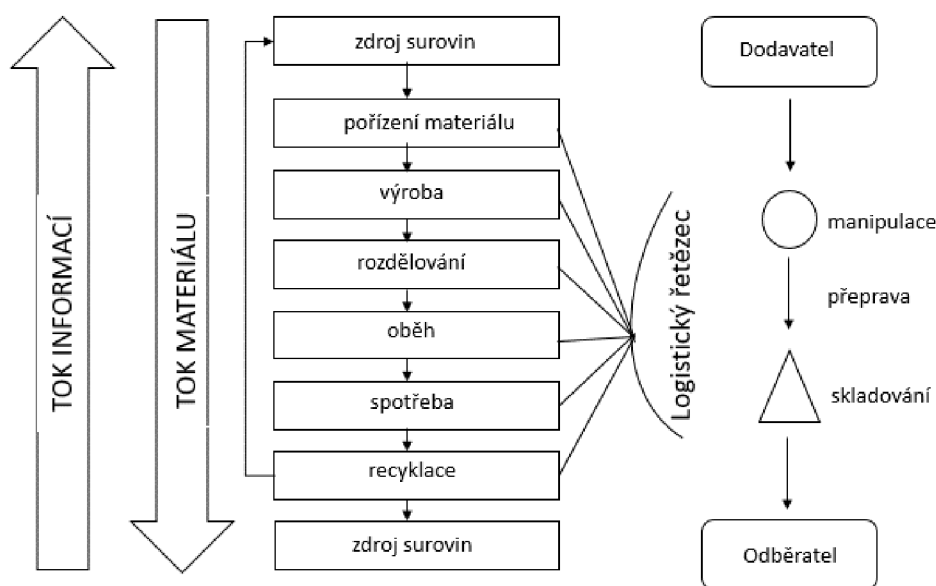 TOK INFORMACÍ
TOK MATERIÁLU
zdroj surovin
pořízení materiálu
výroba
rozdělování
oběh
spotřeba
recyklace
zdroj surovin
Logistický řetězec
Dodavatel
manipulace
přeprava
skladování
Odběratel